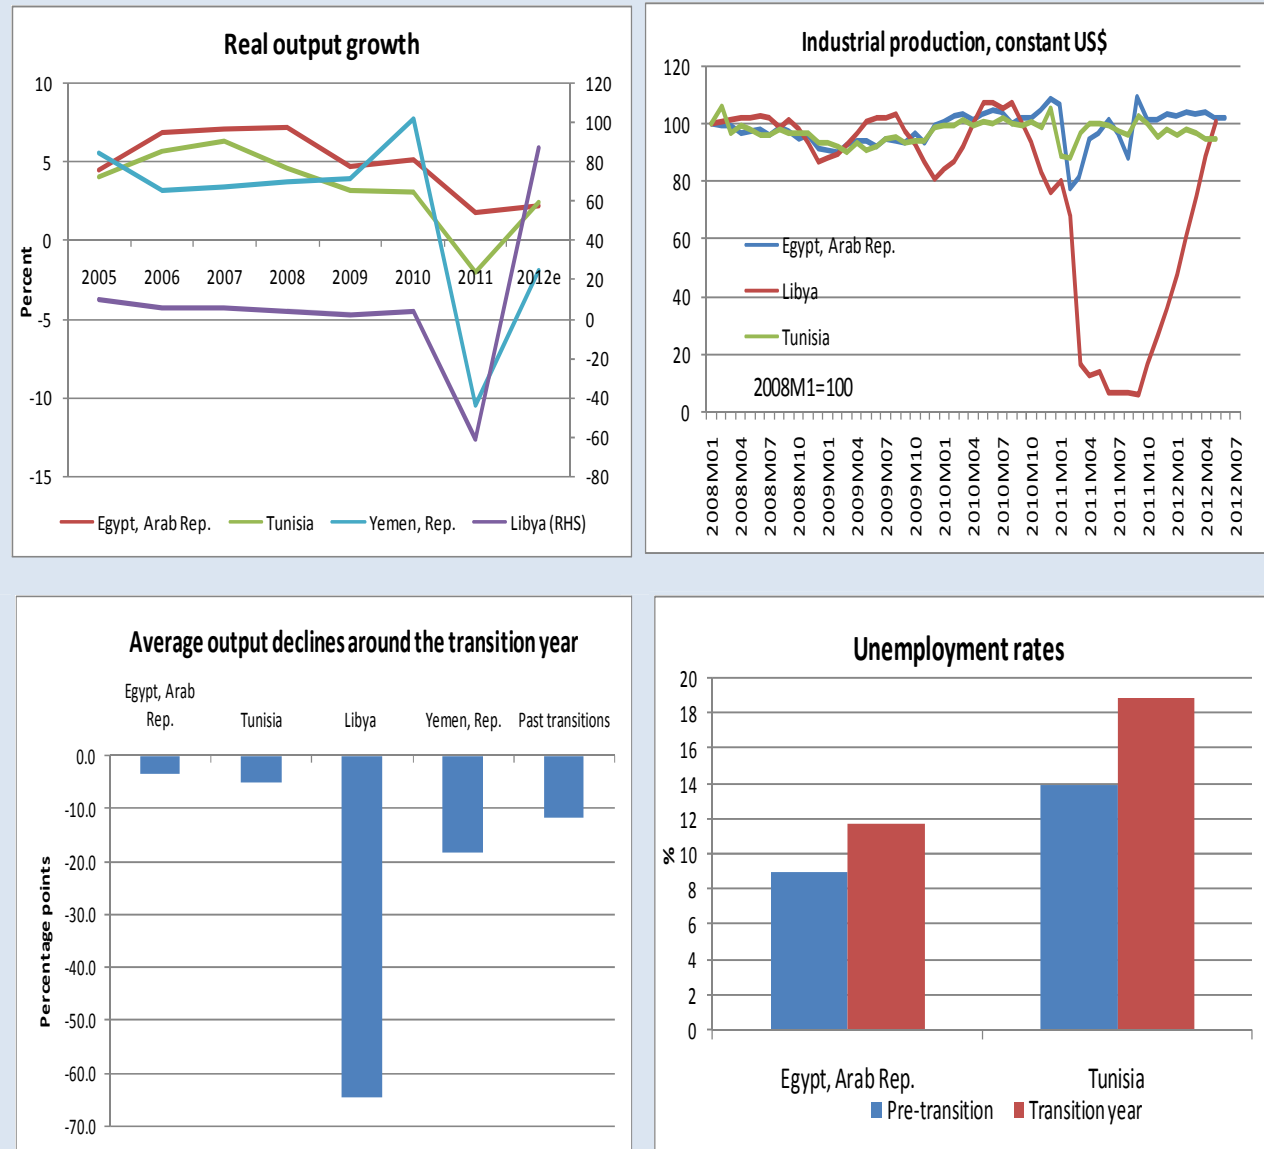 Real output growth
10
5
0
-5
-10
-15
Percent
120
100
80
60
40
20
0
-20
-40
-60
-80
2005 2006 2007 2008 2009 2010 2011 2012e
Egypt, Arab Rep. Tunisia Yemen, Rep. Libya (RHS)
Industrial production, constant US$
120
100
80
60
40
20
0
Egypt, Arab Rep.
Libya
Tunisia
2008M1=100
2008M01
2008M04
2008M07
2008M10
2009M01
2009M04
2009M07
2009M10
2010M01
2010M04
2010M07
2010M10
2011M01
2011M04
2011M07
2011M10
2012M01
2012M04
2012M07
Average output declines around the transition year
Egypt, Arab
Rep. Tunisia Libya Yemen, Rep. Past transitions
0.0
-10.0
-20.0
-30.0
-40.0
-50.0
-60.0
-70.0
Percentage points
Unemployment rates
20
18
16
14
12
10
8
6
4
2
0
%
Egypt, Arab Rep. Tunisia
Pre-transition Transition year